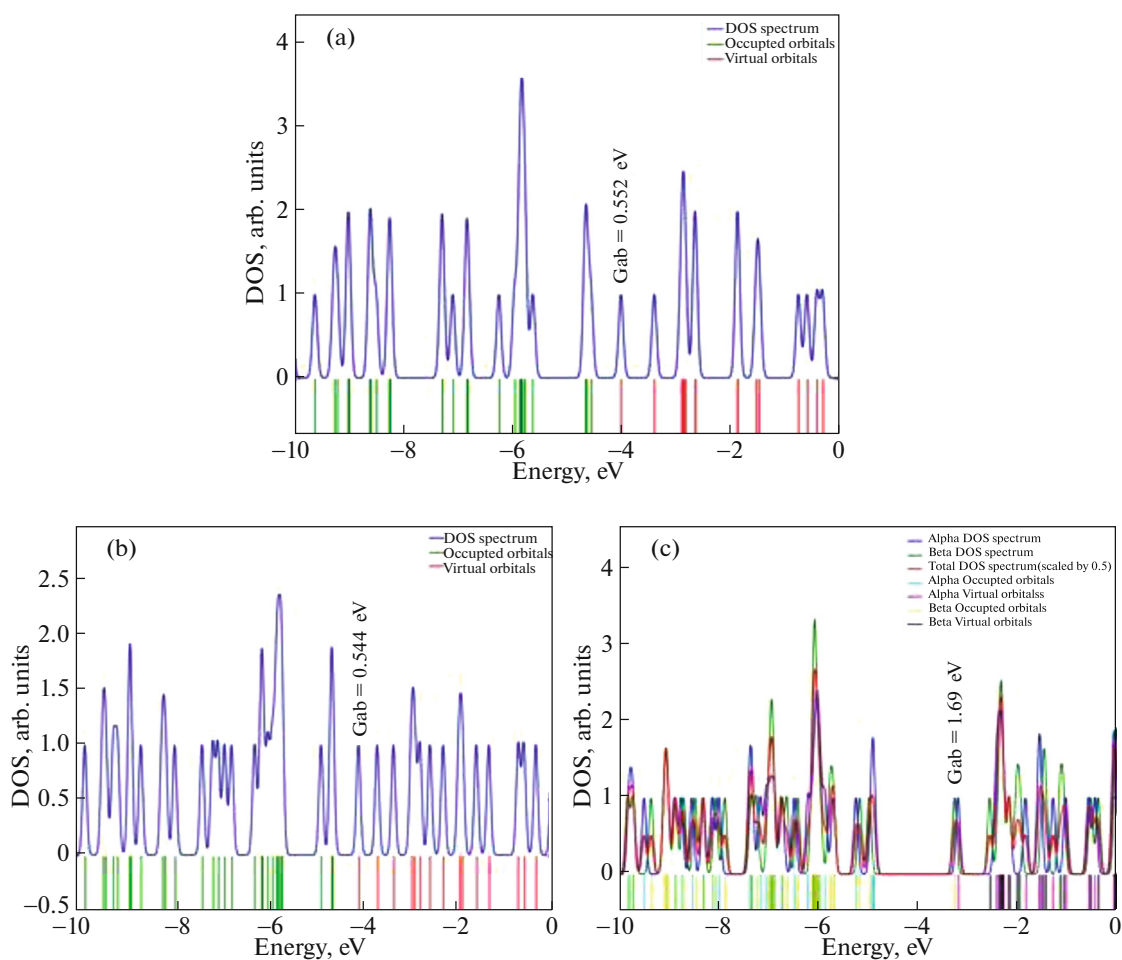 (a)
DOS spectrum
Occupted orbitals
Virtual orbitals
4
3
2
1
0
DOS, arb. units
Gab = 0.552 eV
−10
−8
−6
−4
−2
0
Energy, eV
(b)
DOS spectrum
Occupted orbitals
Virtual orbitals
2.5
2.0
1.5
1.0
0.5
0
−0.5
DOS, arb. units
Gab = 0.544 eV
−10
−8
−6
−4
−2
0
Energy, eV
(c)
Alpha DOS spectrum
Beta DOS spectrum
Total DOS spectrum(scaled by 0.5)
Alpha Occupted orbitals
Alpha Virtual orbitalss
Beta Occupted orbitals
Beta Virtual orbitals
4
3
2
1
0
DOS, arb. units
Gab = 1.69 eV
−10
−8
−6
−4
−2
0
Energy, eV